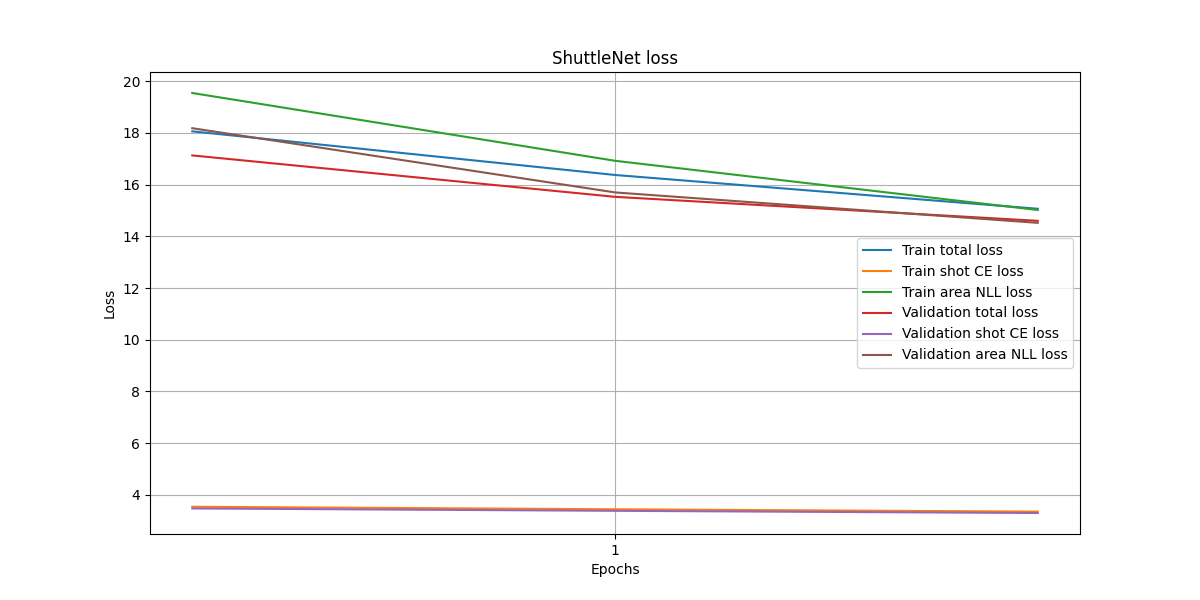 ShuttleNet loss
20
18
16
14
12
10
8
6
4
Loss
Train total loss
Train shot CE loss
Train area NLL loss
Validation total loss
Validation shot CE loss
Validation area NLL loss
1
Epochs